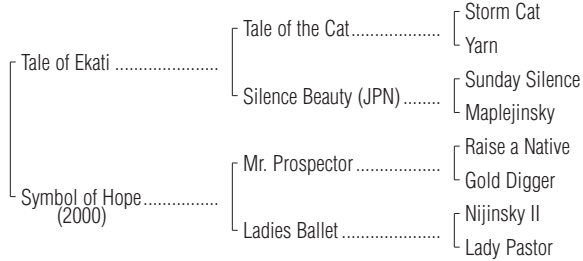 Storm Cat
Tale of the Cat....................
Yarn
Tale of Ekati .......................
Sunday Silence
Silence Beauty (JPN) ........
Maplejinsky
Raise a Native
Mr. Prospector ...................
Gold Digger
Symbol of Hope ................
(2000)
Nijinsky II
Ladies Ballet ......................
Lady Pastor